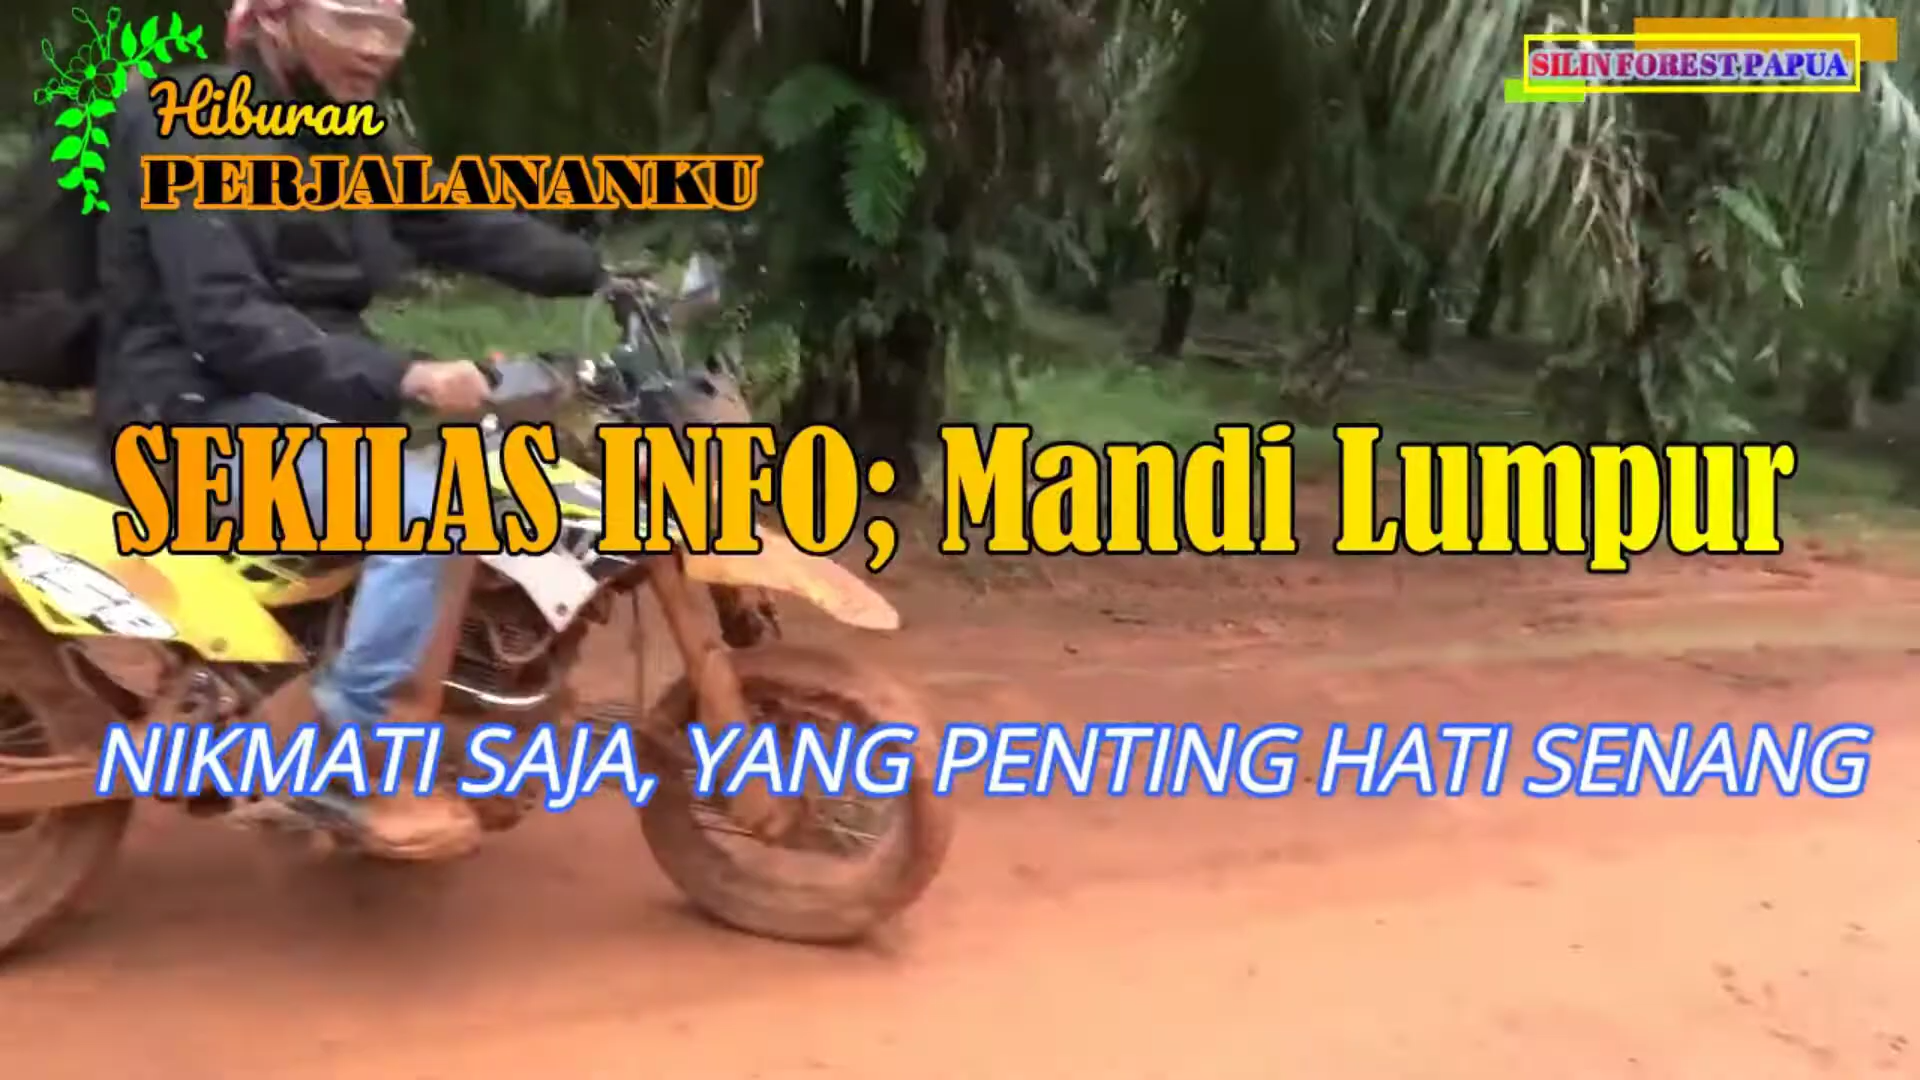 Hiburan
PERJALANANKU
SILIN FOREST PAPUA
SEKILAS INFO; Mandi Lumpur
NIKMATI SAJA, YANG PENTING HATI SENANG